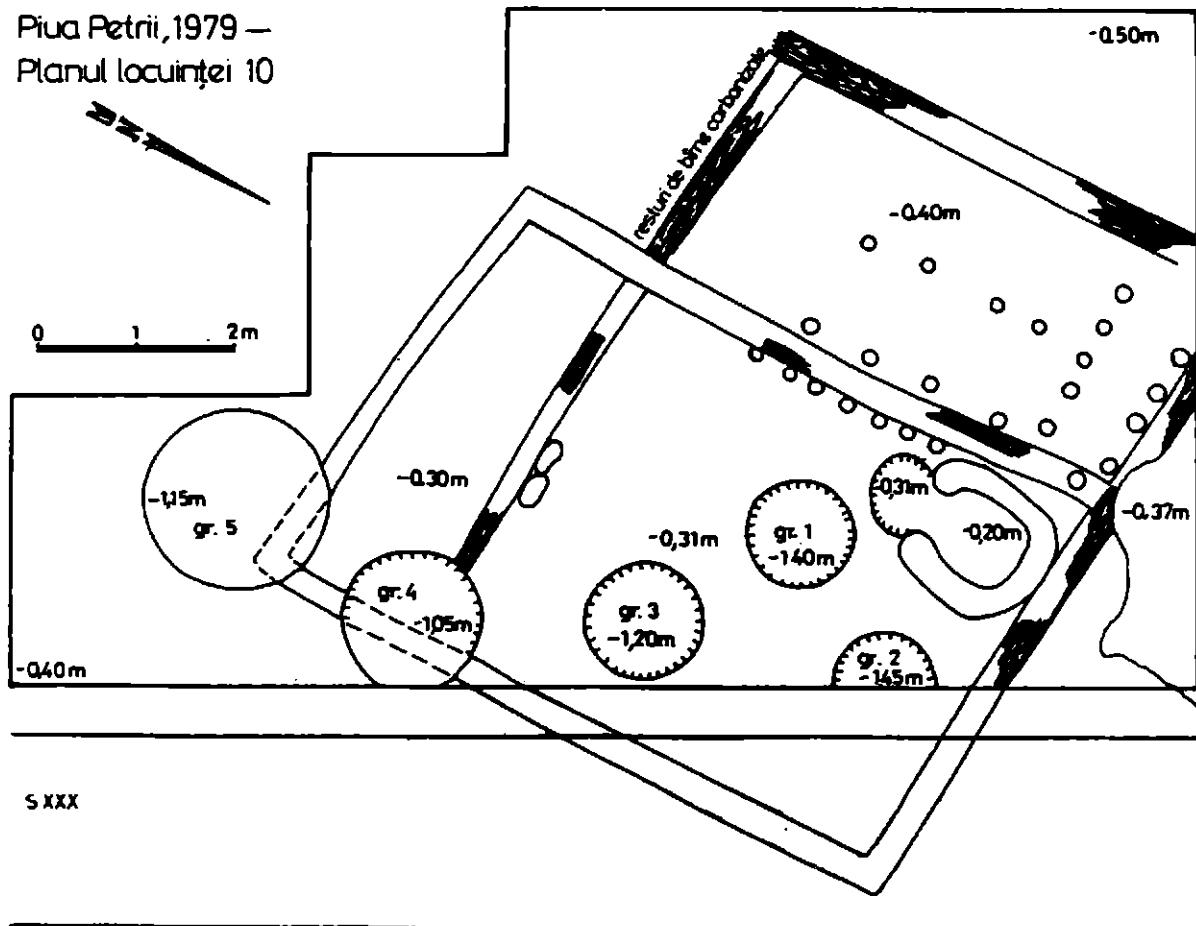 Piua Petrii, 1979 —
Planul locuinței 10
-0.50m
resturi de bîrne carbonizate
-0.40m
0 1 2m
-1,15m
gr. 5
-0.30m
-0,31m
gr. 1
-1.40m
-0,31m
-0,20m
-0.37m
gr. 4
-1,05m
gr. 3
-1,20m
gr. 2
-1.45m
-0.40m
S XXX